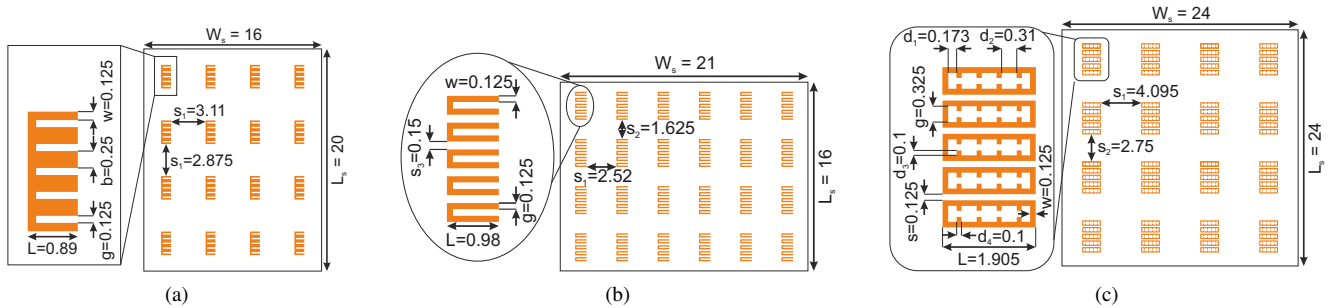 W_s = 16
w=0.125
s_1=3.11
b=0.25
s_1=2.875
L_s = 20
g=0.125
L=0.89
(a)
W_s = 21
w=0.125
s_3=0.15
s_2=1.625
s_1=2.52
g=0.125
L_s = 16
L=0.98
(b)
W_s = 24
d_1=0.173
d_2=0.31
g=0.325
s_1=4.095
d_3=0.1
s_2=2.75
w=0.125
s=0.125
L_s = 24
d_4=0.1
L=1.905
(c)